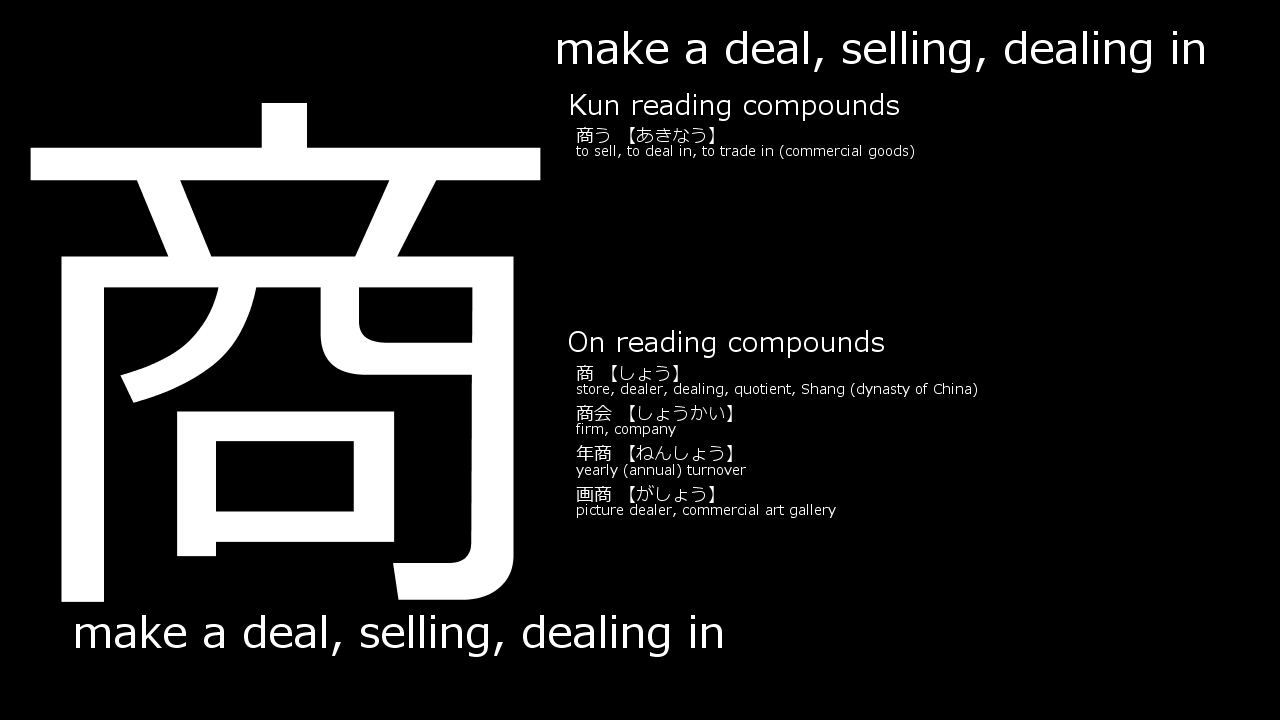 make a deal, selling, dealing in
商
Kun reading compounds
商う 【あきなう】
to sell, to deal in, to trade in (commercial goods)
On reading compounds
商 【しょう】
store, dealer, dealing, quotient, Shang (dynasty of China)
商会 【しょうかい】
firm, company
年商 【ねんしょう】
yearly (annual) turnover
画商 【がしょう】
picture dealer, commercial art gallery
make a deal, selling, dealing in